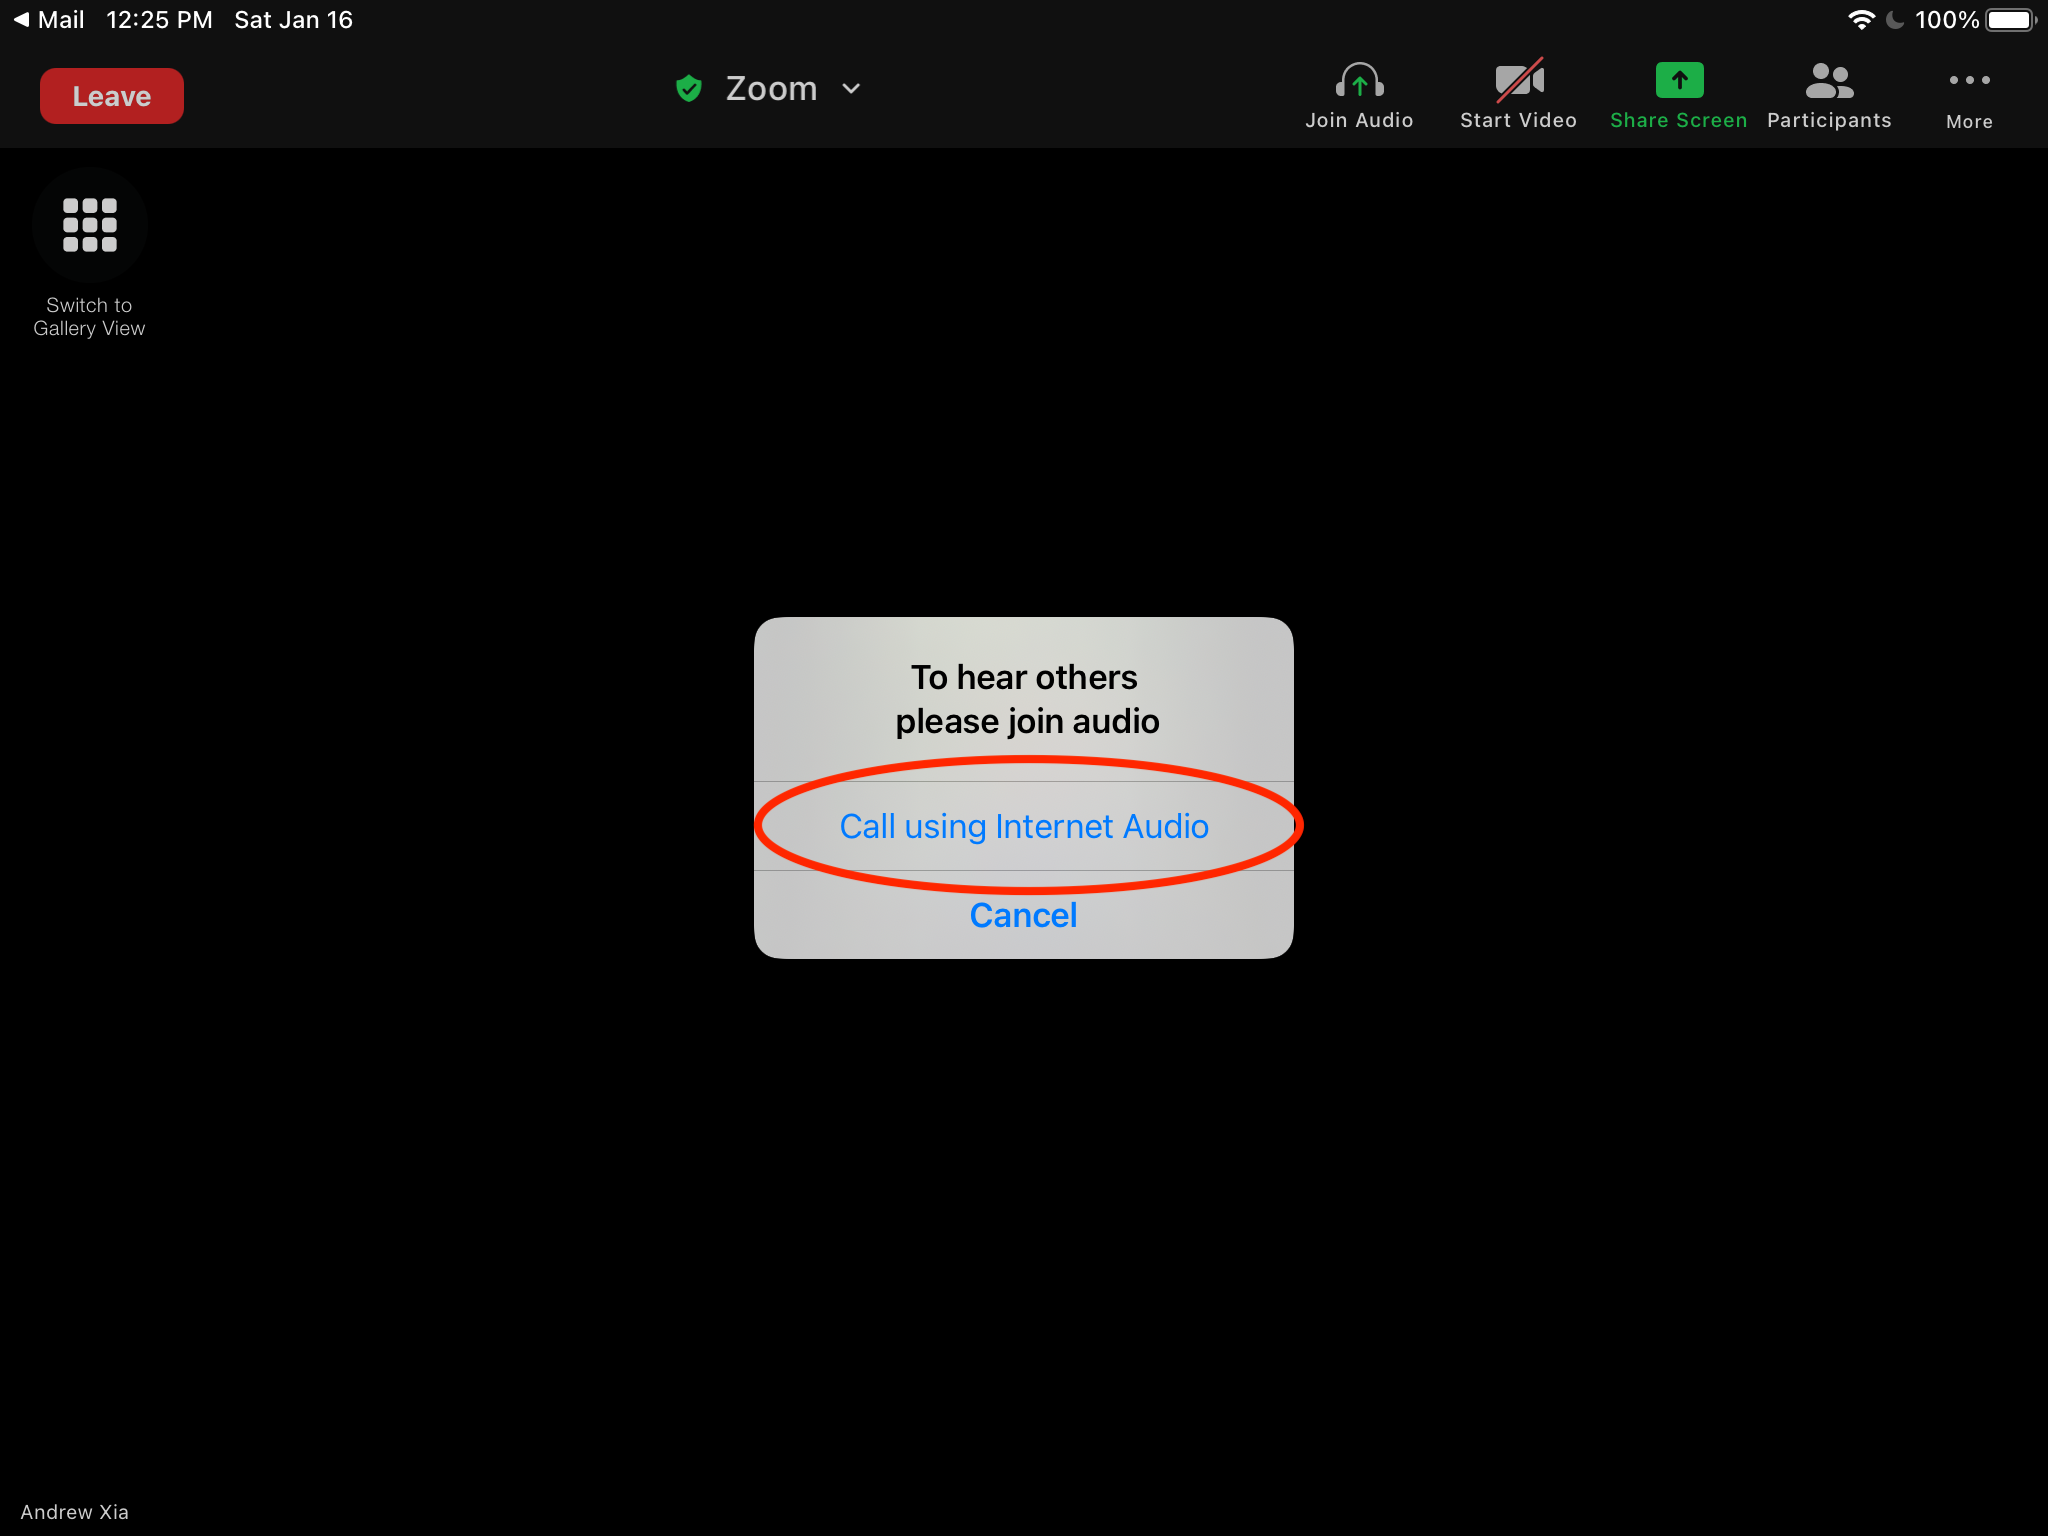 Mail 12:25 PM Sat Jan 16 100%
Leave
Zoom
Join Audio
Start Video
Share Screen
Participants
More
Switch to
Gallery View
To hear others
please join audio
Call using Internet Audio
Cancel
Andrew Xia